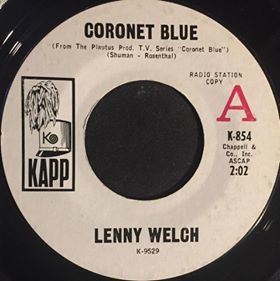 CORONET BLUE
(From The Plautus Prod. T.V. Series "Coronet Blue")
(Shuman - Rosenthal)
RADIO STATION
COPY
A
K
KAPP
K-854
Chappell &
Co., Inc.
ASCAP
2:02
LENNY WELCH
K-9529